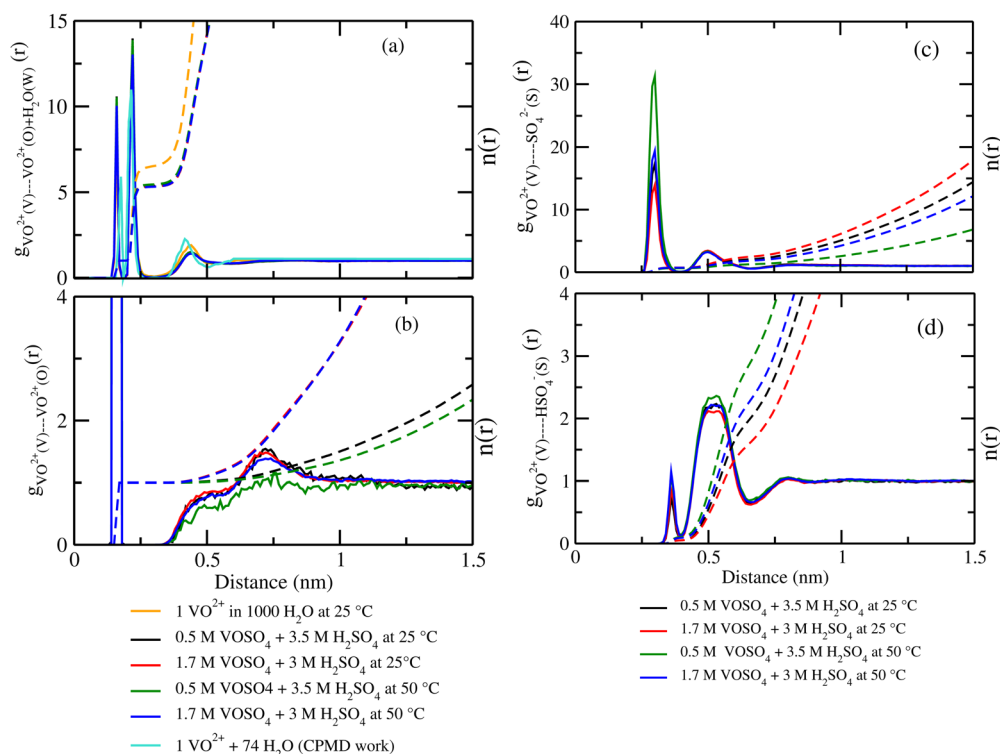 15
10
5
0
g_VO²⁺(V)---VO²⁺(O)+H₂O(W) (r)
n(r)
(a)
4
2
0
g_VO²⁺(V)---VO²⁺(O)(r)
n(r)
(b)
0
0.5
1
1.5
Distance (nm)
1 VO²⁺ in 1000 H₂O at 25 °C
0.5 M VOSO₄ + 3.5 M H₂SO₄ at 25 °C
1.7 M VOSO₄ + 3 M H₂SO₄ at 25°C
0.5 M VOSO4 + 3.5 M H₂SO₄ at 50 °C
1.7 M VOSO₄ + 3 M H₂SO₄ at 50 °C
1 VO²⁺ + 74 H₂O (CPMD work)
40
30
20
10
0
g_VO²⁺(V)----SO₄²⁻(S) (r)
n(r)
(c)
4
3
2
1
0
g_VO²⁺(V)----HSO₄⁻(S) (r)
n(r)
(d)
0
0.5
1
1.5
Distance (nm)
0.5 M VOSO₄ + 3.5 M H₂SO₄ at 25 °C
1.7 M VOSO₄ + 3 M H₂SO₄ at 25 °C
0.5 M VOSO₄ + 3.5 M H₂SO₄ at 50 °C
1.7 M VOSO₄ + 3 M H₂SO₄ at 50 °C